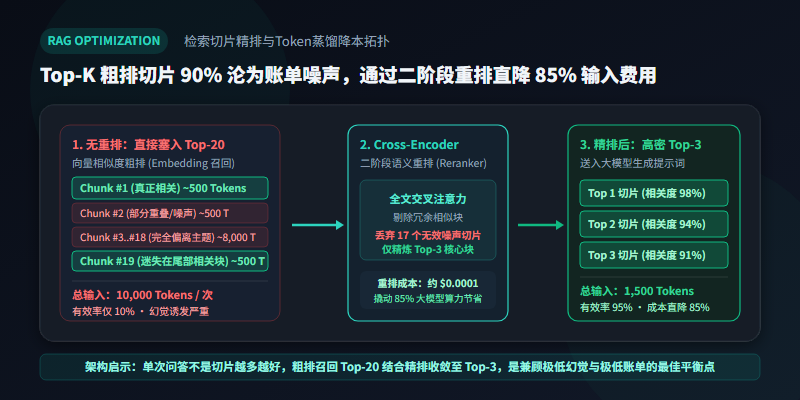 RAG OPTIMIZATION
检索切片精排与Token蒸馏降本拓扑
Top-K 粗排切片 90% 沦为账单噪声，通过二阶段重排直降 85% 输入费用
1. 无重排：直接塞入 Top-20
向量相似度粗排 (Embedding 召回)
Chunk #1 (真正相关) ~500 Tokens
Chunk #2 (部分重叠/噪声) ~500 T
Chunk #3..#18 (完全偏离主题) ~8,000 T
Chunk #19 (迷失在尾部相关块) ~500 T
总输入：10,000 Tokens / 次
有效率仅 10% · 幻觉诱发严重
2. Cross-Encoder
二阶段语义重排 (Reranker)
全文交叉注意力
剔除冗余相似块
丢弃 17 个无效噪声切片
仅精炼 Top-3 核心块
重排成本：约 $0.0001
撬动 85% 大模型算力节省
3. 精排后：高密 Top-3
送入大模型生成提示词
Top 1 切片 (相关度 98%)
Top 2 切片 (相关度 94%)
Top 3 切片 (相关度 91%)
总输入：1,500 Tokens
有效率 95% · 成本直降 85%
架构启示：单次问答不是切片越多越好，粗排召回 Top-20 结合精排收敛至 Top-3，是兼顾极低幻觉与极低账单的最佳平衡点